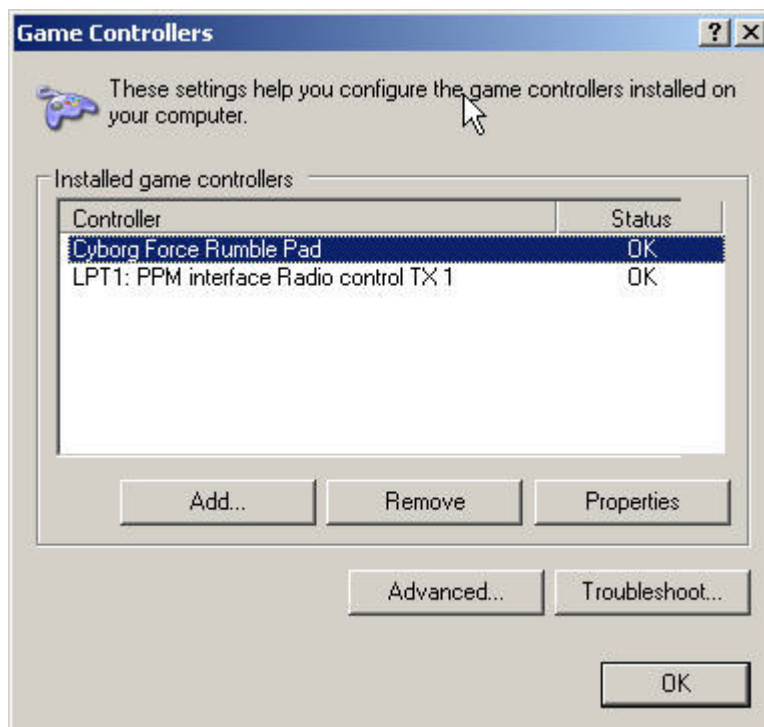 Game Controllers
These settings help you configure the game controllers installed on
your computer.
Installed game controllers
Controller Status
Cyborg Force Rumble Pad OK
LPT1: PPM interface Radio control TX 1 OK
Add... Remove Properties
Advanced... Troubleshoot...
OK